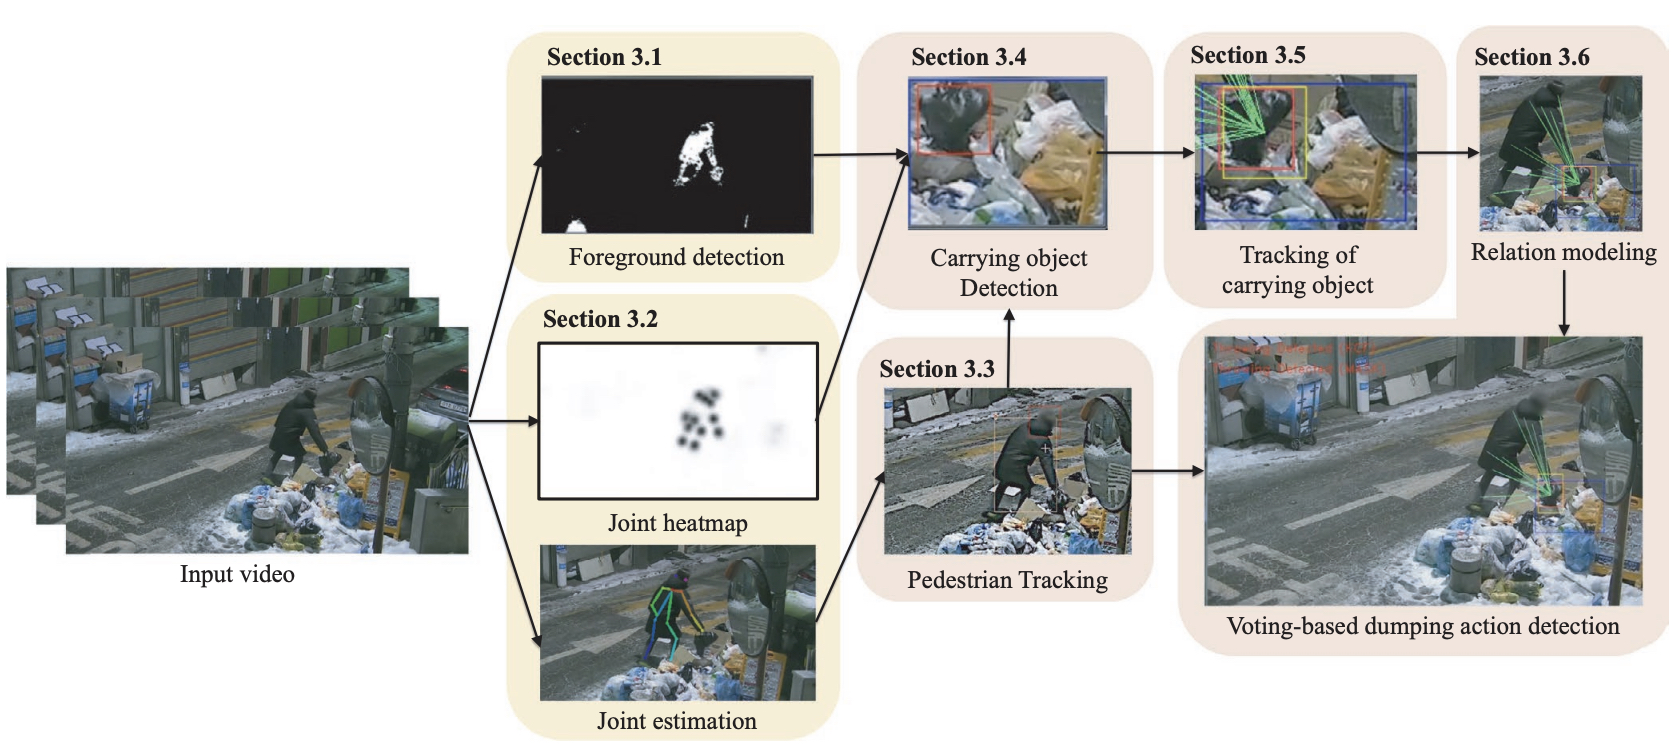 Section 3.1
Foreground detection
Section 3.2
Joint heatmap
Joint estimation
Input video
Section 3.3
Pedestrian Tracking
Section 3.4
Carrying object
Detection
Section 3.5
Tracking of
carrying object
Section 3.6
Relation modeling
Voting-based dumping action detection